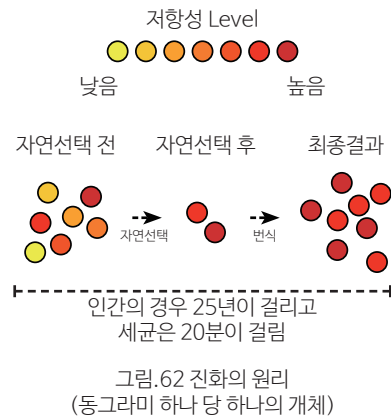 저항성 Level
낮음 높음
자연선택 전 자연선택 후 최종결과
자연선택 번식
인간의 경우 25년이 걸리고
세균은 20분이 걸림
그림.62 진화의 원리
(동그라미 하나 당 하나의 개체)